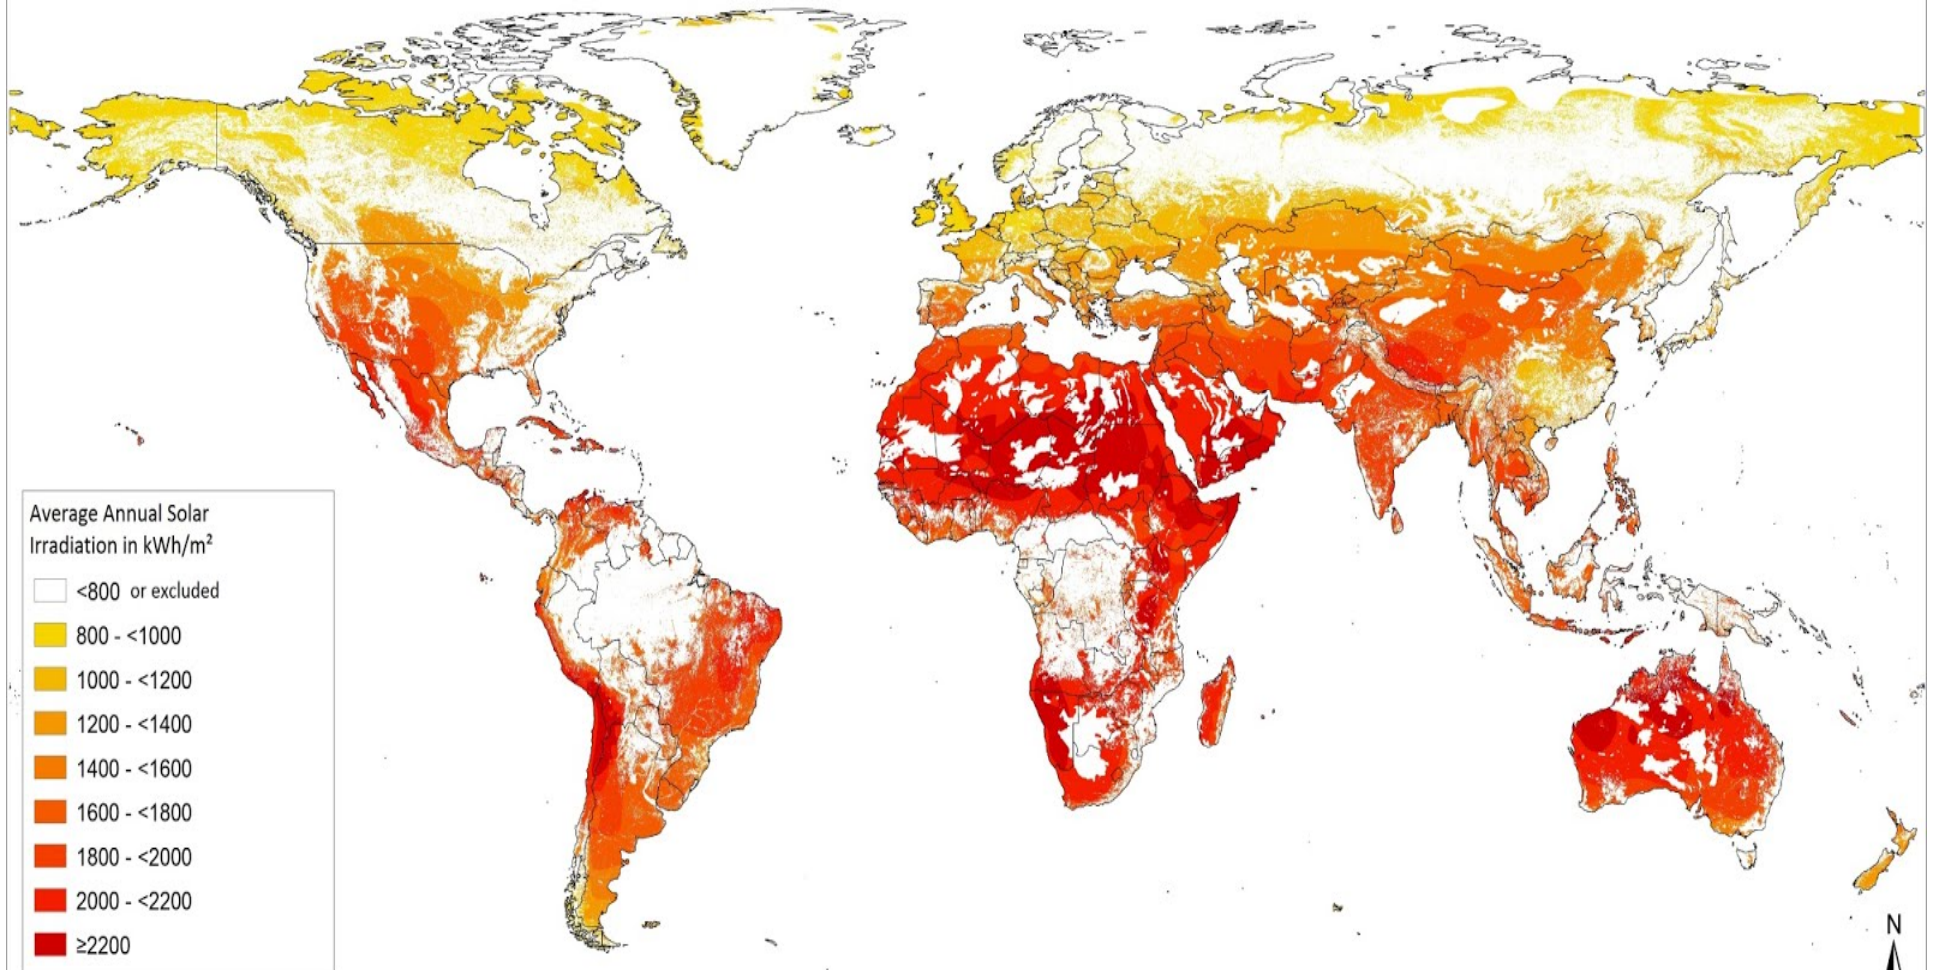 Average Annual Solar
Irradiation in kWh/m²
<800 or excluded
800 - <1000
1000 - <1200
1200 - <1400
1400 - <1600
1600 - <1800
1800 - <2000
2000 - <2200
≥2200
N